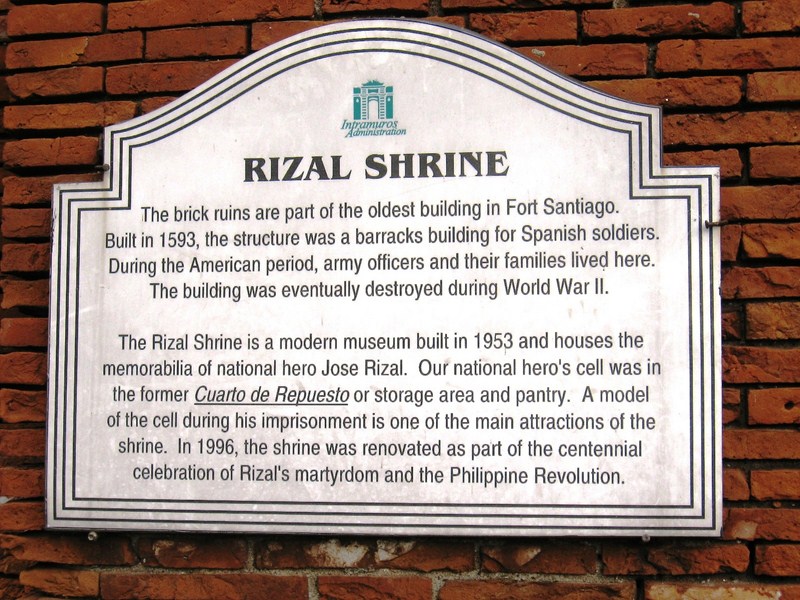 Intramuros
Administration
RIZAL SHRINE
The brick ruins are part of the oldest building in Fort Santiago.
Built in 1593, the structure was a barracks building for Spanish soldiers.
During the American period, army officers and their families lived here.
The building was eventually destroyed during World War II.
The Rizal Shrine is a modern museum built in 1953 and houses the
memorabilia of national hero Jose Rizal. Our national hero's cell was in
the former Cuarto de Repuesto or storage area and pantry. A model
of the cell during his imprisonment is one of the main attractions of the
shrine. In 1996, the shrine was renovated as part of the centennial
celebration of Rizal's martyrdom and the Philippine Revolution.